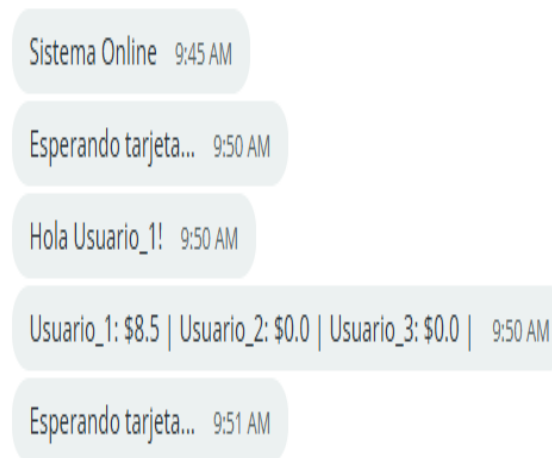 Sistema Online 9:45 AM
Esperando tarjeta... 9:50 AM
Hola Usuario_1! 9:50 AM
Usuario_1: $8.5 | Usuario_2: $0.0 | Usuario_3: $0.0 | 9:50 AM
Esperando tarjeta... 9:51 AM